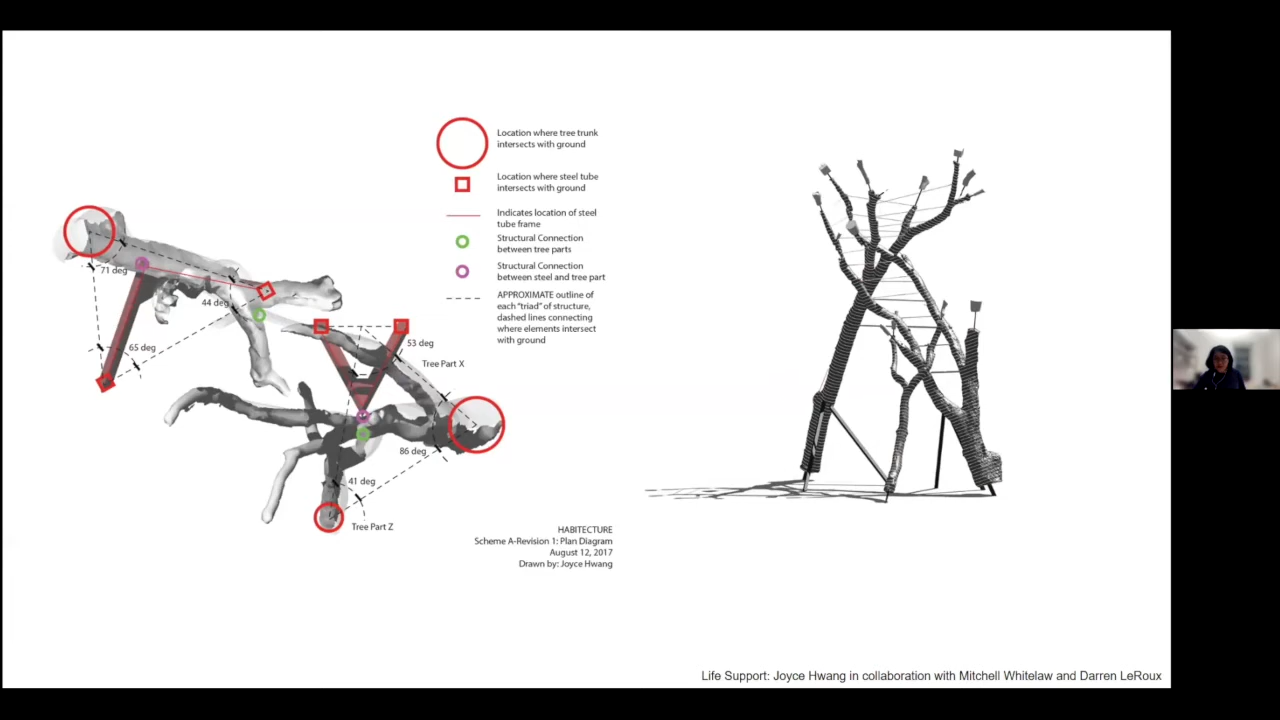 Location where tree trunk
intersects with ground
Location where steel tube
intersects with ground
Indicates location of steel
tube frame
Structural Connection
between tree parts
Structural Connection
between steel and tree part
APPROXIMATE outline of
each "triad" of structure,
dashed lines connecting
where elements intersect
with ground
71 deg
44 deg
65 deg
53 deg
Tree Part X
86 deg
41 deg
Tree Part Z
HABITECTURE
Scheme A-Revision 1: Plan Diagram
August 12, 2017
Drawn by: Joyce Hwang
Life Support: Joyce Hwang in collaboration with Mitchell Whitelaw and Darren LeRoux